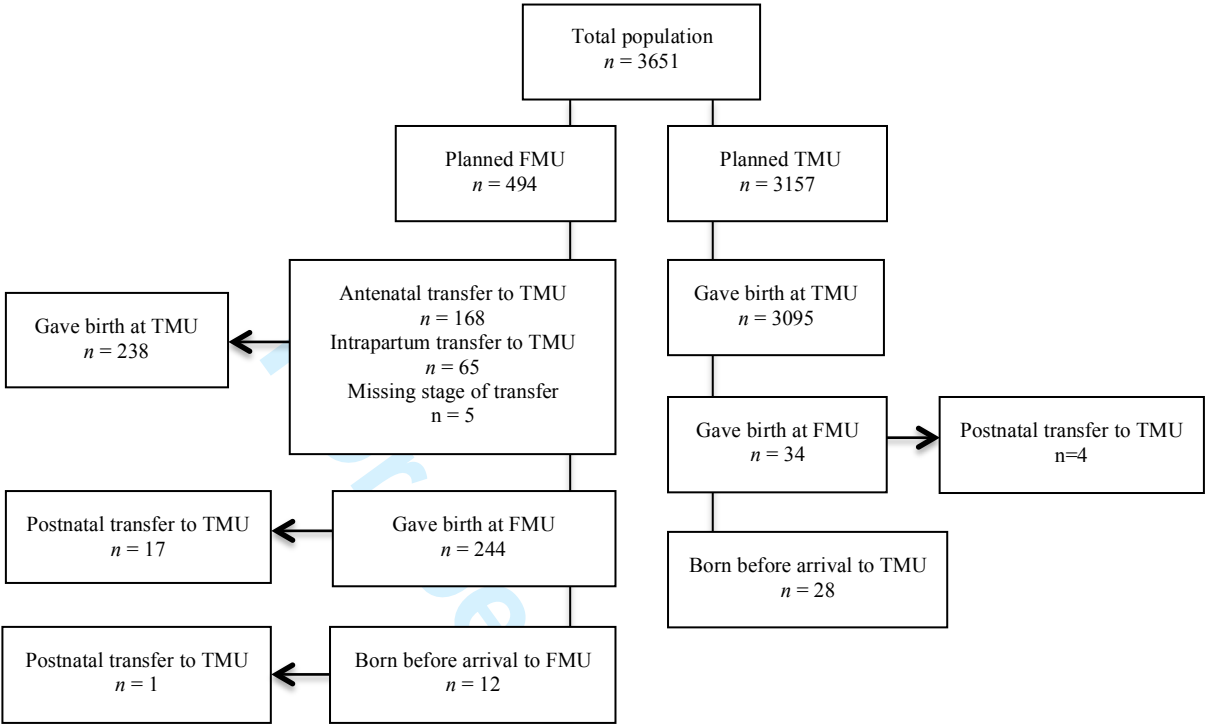 Total population
n = 3651
Planned FMU
n = 494
Planned TMU
n = 3157
Antenatal transfer to TMU
n = 168
Intrapartum transfer to TMU
n = 65
Missing stage of transfer
n = 5
Gave birth at TMU
n = 238
Gave birth at TMU
n = 3095
Gave birth at FMU
n = 34
Postnatal transfer to TMU
n=4
Postnatal transfer to TMU
n = 17
Gave birth at FMU
n = 244
Born before arrival to TMU
n = 28
Postnatal transfer to TMU
n = 1
Born before arrival to FMU
n = 12